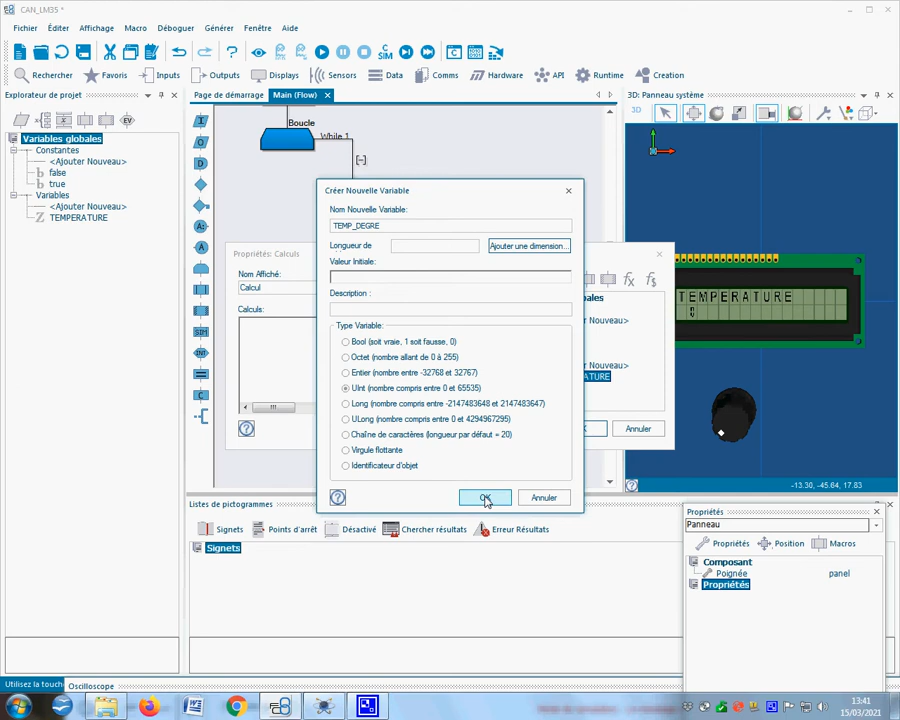 CAN_LM35 *
Fichier Éditer Affichage Macro Déboguer Générer Fenêtre Aide
Rechercher Favoris Inputs Outputs Displays Sensors Data Comms Hardware API Runtime Creation
Explorateur de projet
Page de démarrage Main (Flow)
3D: Panneau système
Variables globales
Constantes
<Ajouter Nouveau>
false
true
Variables
<Ajouter Nouveau>
TEMPERATURE
Boucle
While 1
Créer Nouvelle Variable
Nom Nouvelle Variable:
TEMP_DEGRE
Longueur de
Ajouter une dimension...
Valeur Initiale:
Description :
Type Variable:
Bool (soit vraie, 1 soit fausse, 0)
Octet (nombre allant de 0 à 255)
Entier (nombre entre -32768 et 32767)
UInt (nombre compris entre 0 et 65535)
Long (nombre compris entre -2147483648 et 2147483647)
ULong (nombre compris entre 0 et 4294967295)
Chaîne de caractères (longueur par défaut = 20)
Virgule flottante
Identificateur d'objet
OK
Annuler
Propriétés: Calculs
Nom Affiché:
Calcul
Calculs:
bales
r Nouveau>
r Nouveau>
ATURE
Annuler
TEMPERATURE
-13.30, -45.64, 17.83
Listes de pictogrammes
Signets Points d'arrêt Désactivé Chercher résultats Erreur Résultats
Signets
Propriétés
Panneau
Propriétés Position Macros
Composant
Poignée panel
Propriétés
Utilisez la touch
Oscilloscope
13:41
15/03/2021